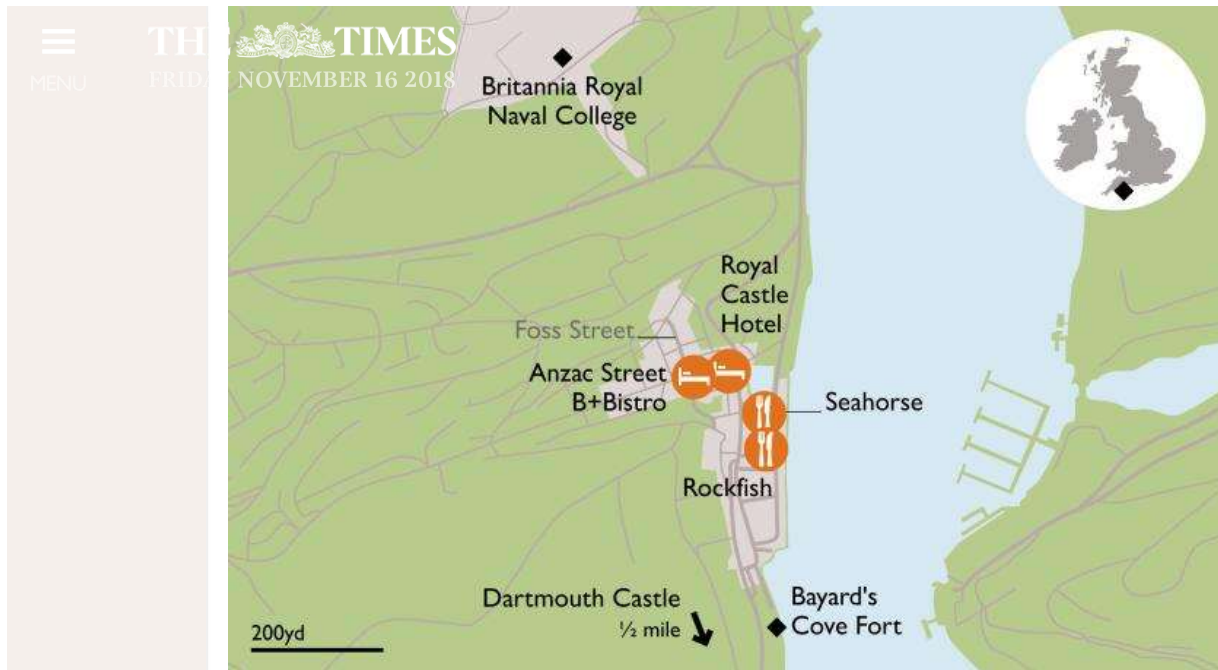 THE TIMES
MENU
FRIDAY NOVEMBER 16 2018
Britannia Royal
Naval College
Royal
Castle
Hotel
Foss Street
Anzac Street
B+Bistro
Seahorse
Rockfish
Dartmouth Castle
½ mile
Bayard's
Cove Fort
200yd